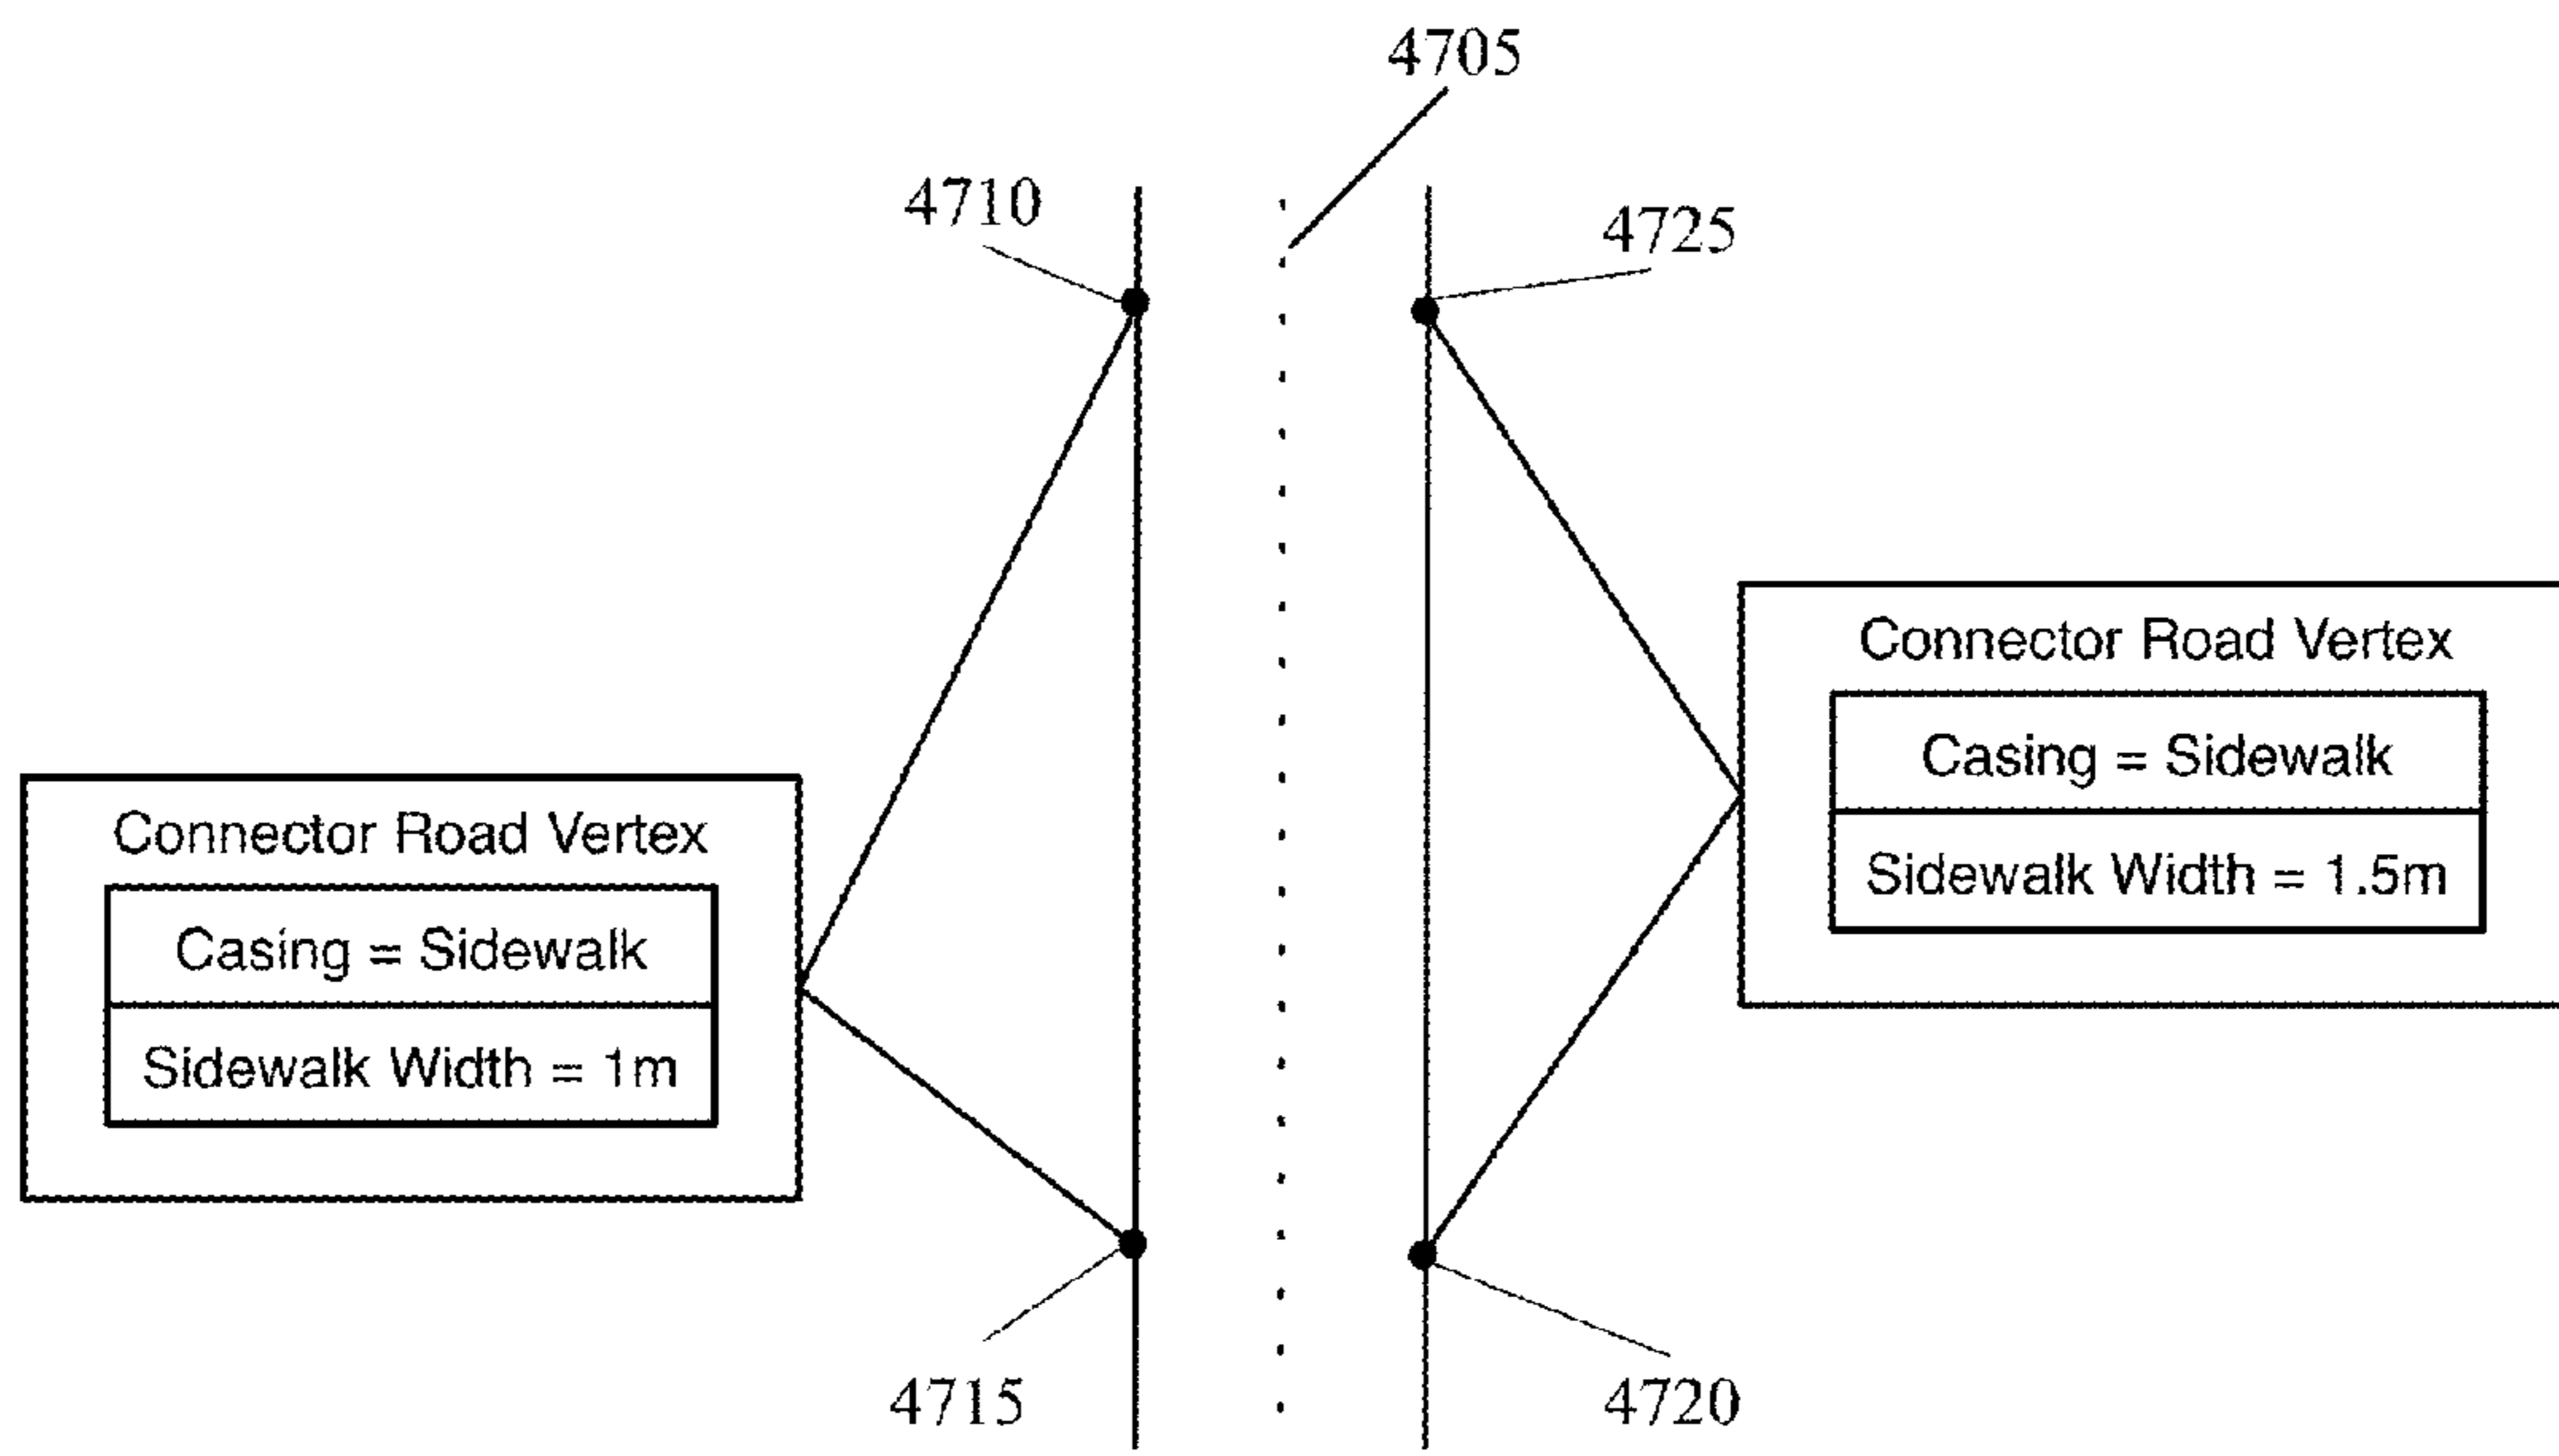 4705
4710
4725
Connector Road Vertex
Casing = Sidewalk
Sidewalk Width = 1.5m
Connector Road Vertex
Casing = Sidewalk
Sidewalk Width = 1m
4715
4720